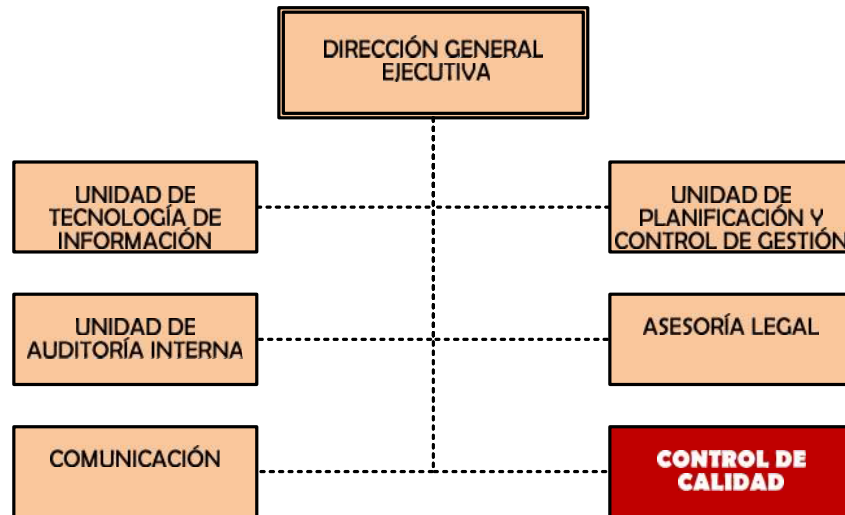 DIRECCIÓN GENERAL
EJECUTIVA
UNIDAD DE
TECNOLOGÍA DE
INFORMACIÓN
UNIDAD DE
PLANIFICACIÓN Y
CONTROL DE GESTIÓN
UNIDAD DE
AUDITORÍA INTERNA
ASESORÍA LEGAL
COMUNICACIÓN
CONTROL DE
CALIDAD